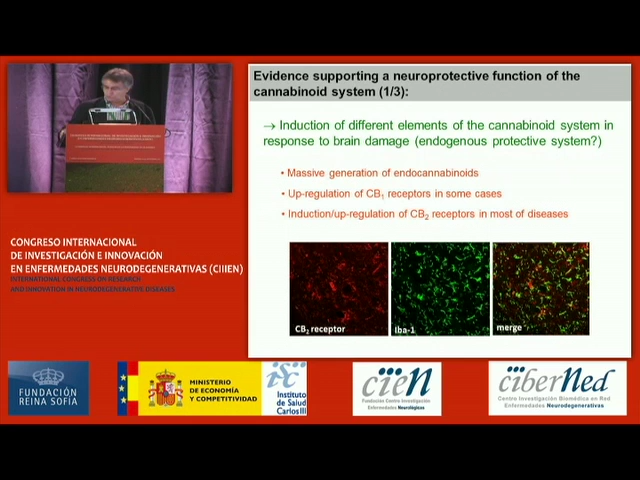 Evidence supporting a neuroprotective function of the
cannabinoid system (1/3):
→ Induction of different elements of the cannabinoid system in
response to brain damage (endogenous protective system?)
• Massive generation of endocannabinoids
• Up-regulation of CB1 receptors in some cases
• Induction/up-regulation of CB2 receptors in most of diseases
CB2 receptor
Iba-1
merge
CONGRESO INTERNACIONAL
DE INVESTIGACIÓN E INNOVACIÓN
EN ENFERMEDADES NEURODEGENERATIVAS (CIIIEN)
INTERNATIONAL CONGRESS ON RESEARCH
AND INNOVATION IN NEURODEGENERATIVE DISEASES
FUNDACIÓN
REINA SOFÍA
MINISTERIO
DE ECONOMÍA
Y COMPETITIVIDAD
isc
Instituto
de Salud
Carlos III
cien
Fundación Centro Investigación
Enfermedades Neurológicas
ciberned
Centro Investigación Biomédica en Red
Enfermedades Neurodegenerativas